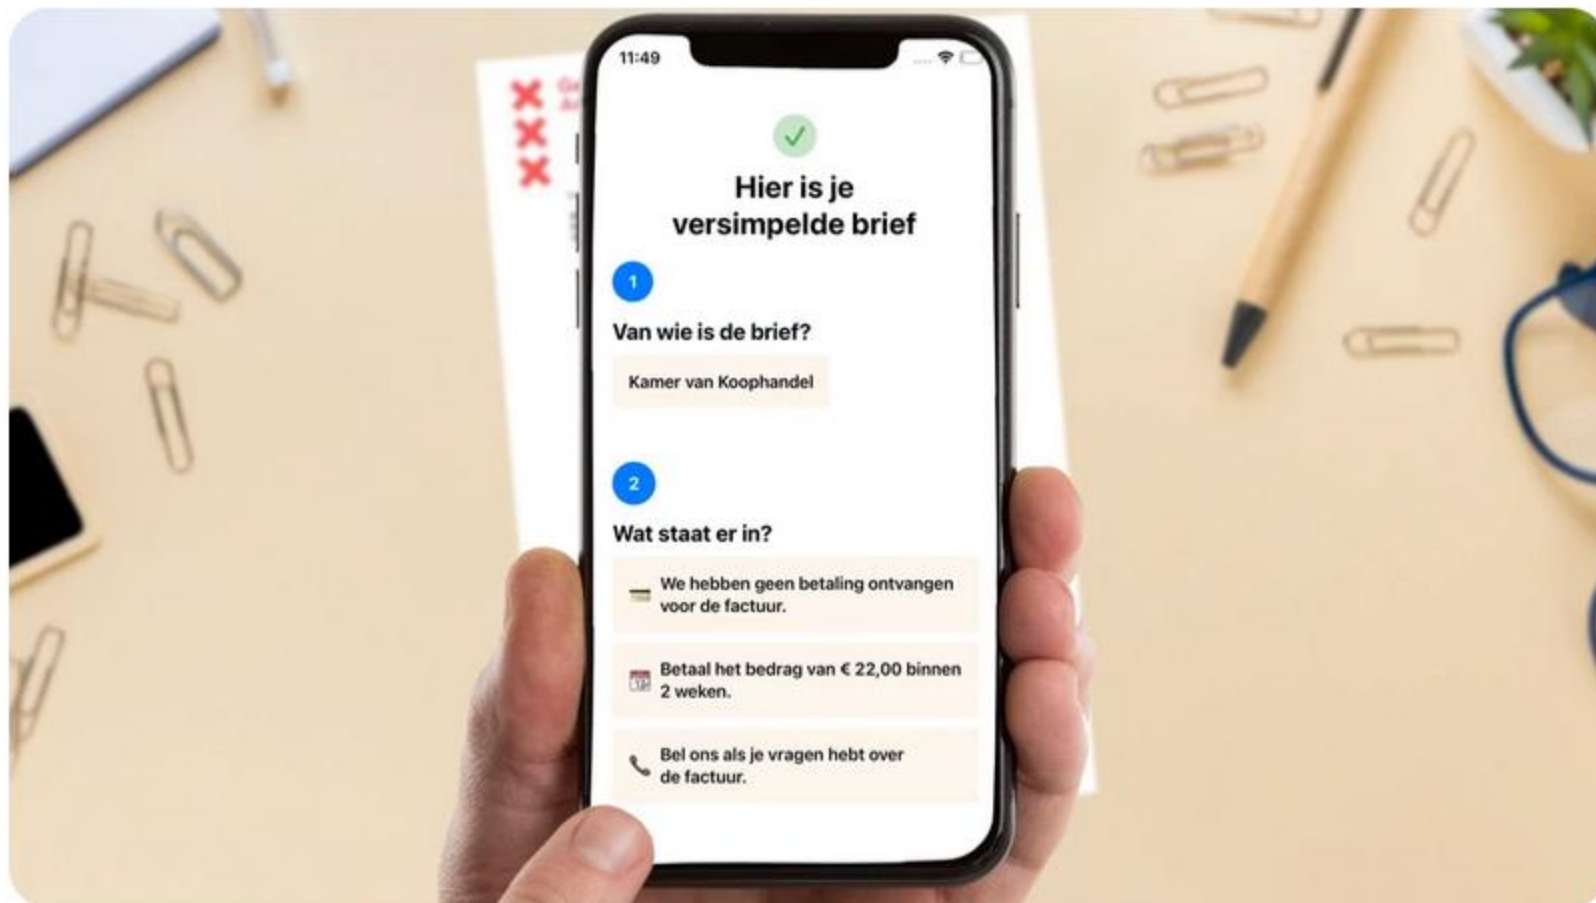 11:49
Hier is je
versimpelde brief
1
Van wie is de brief?
Kamer van Koophandel
2
Wat staat er in?
We hebben geen betaling ontvangen
voor de factuur.
Betaal het bedrag van € 22,00 binnen
2 weken.
Bel ons als je vragen hebt over
de factuur.